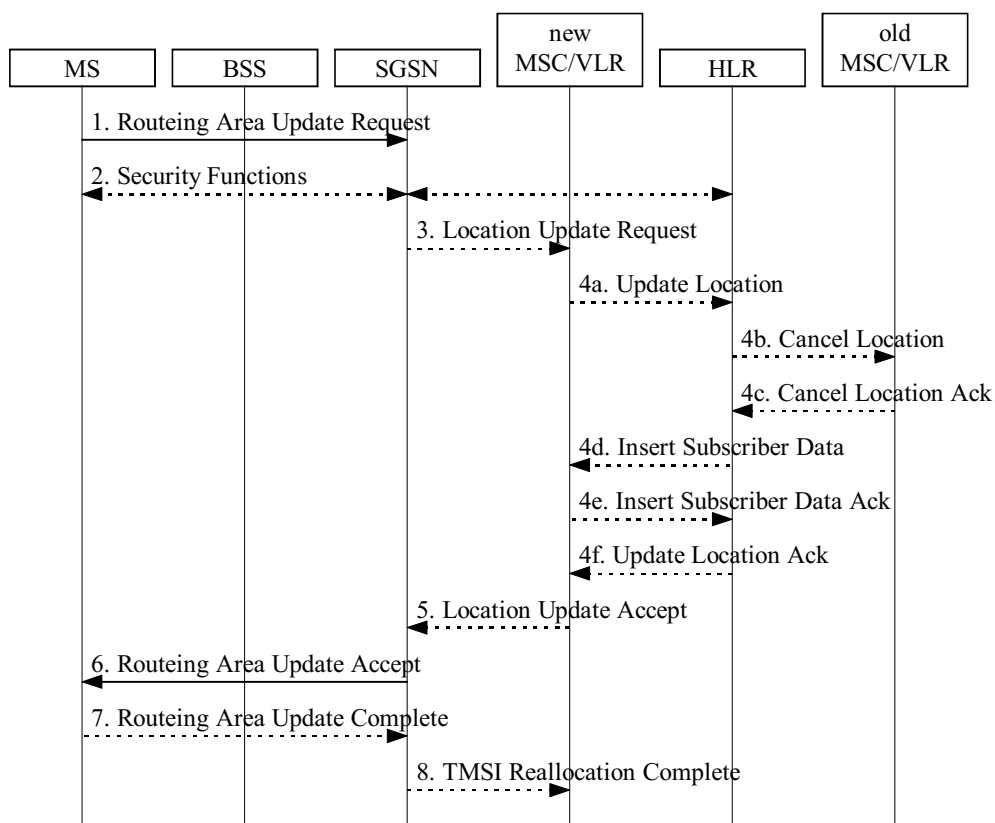 MS
BSS
SGSN
new
MSC/VLR
HLR
old
MSC/VLR
1. Routeing Area Update Request
2. Security Functions
3. Location Update Request
4a. Update Location
4b. Cancel Location
4c. Cancel Location Ack
4d. Insert Subscriber Data
4e. Insert Subscriber Data Ack
4f. Update Location Ack
5. Location Update Accept
6. Routeing Area Update Accept
7. Routeing Area Update Complete
8. TMSI Reallocation Complete